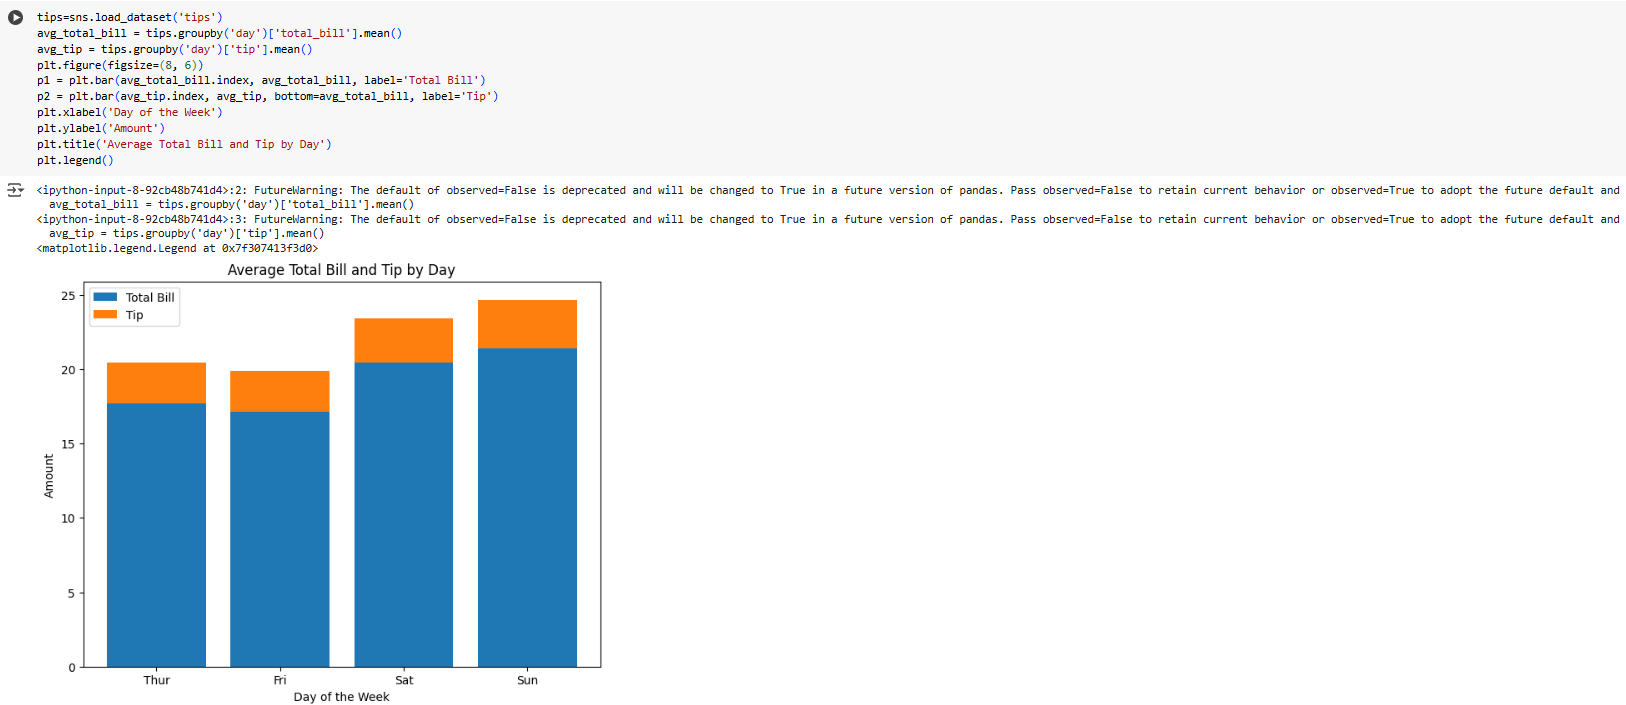 tips=sns.load_dataset('tips')
avg_total_bill = tips.groupby('day')['total_bill'].mean()
avg_tip = tips.groupby('day')['tip'].mean()
plt.figure(figsize=(8, 6))
p1 = plt.bar(avg_total_bill.index, avg_total_bill, label='Total Bill')
p2 = plt.bar(avg_tip.index, avg_tip, bottom=avg_total_bill, label='Tip')
plt.xlabel('Day of the Week')
plt.ylabel('Amount')
plt.title('Average Total Bill and Tip by Day')
plt.legend()
<ipython-input-8-92cb48b741d4>:2: FutureWarning: The default of observed=False is deprecated and will be changed to True in a future version of pandas. Pass observed=False to retain current behavior or observed=True to adopt the future default and
  avg_total_bill = tips.groupby('day')['total_bill'].mean()
<ipython-input-8-92cb48b741d4>:3: FutureWarning: The default of observed=False is deprecated and will be changed to True in a future version of pandas. Pass observed=False to retain current behavior or observed=True to adopt the future default and
  avg_tip = tips.groupby('day')['tip'].mean()
<matplotlib.legend.Legend at 0x7f307413f3d0>
Average Total Bill and Tip by Day
Total Bill
Tip
25
20
15
10
5
0
Amount
Thur Fri Sat Sun
Day of the Week